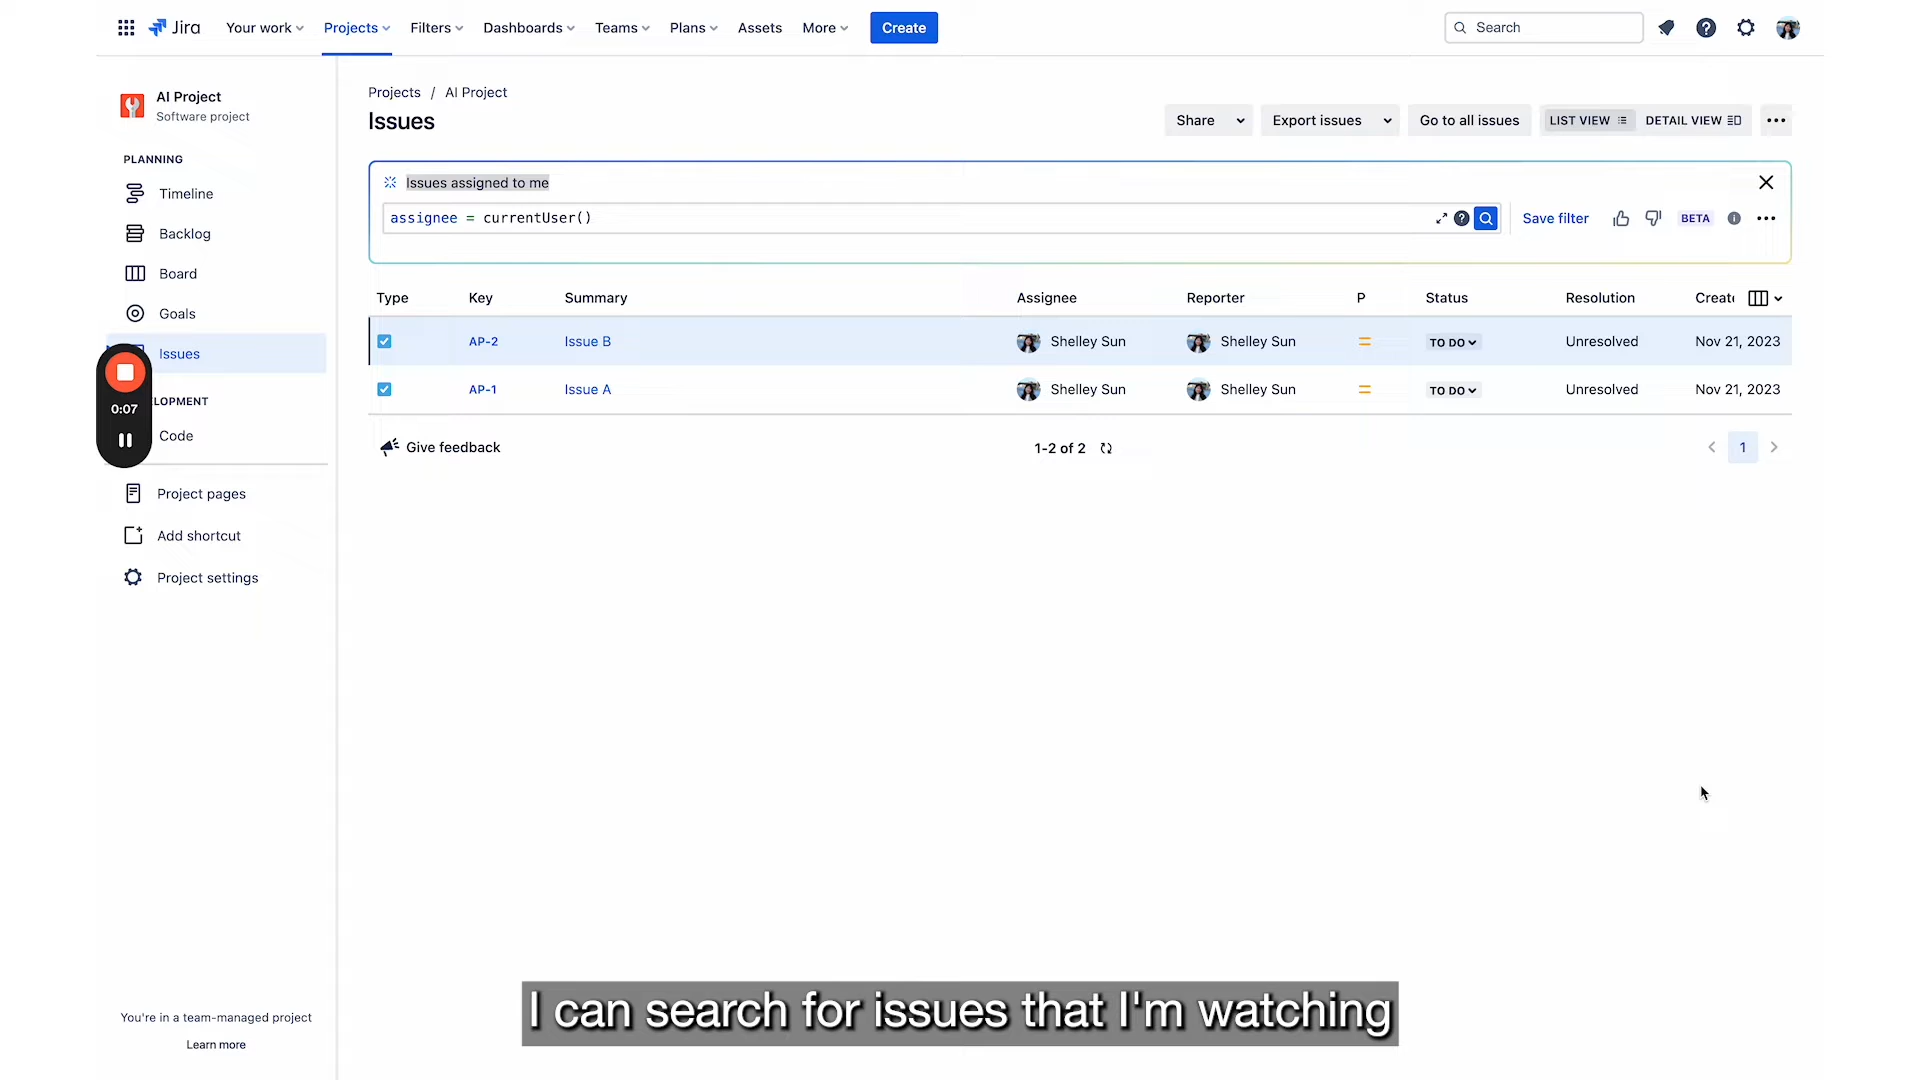 Jira
Your work
Projects
Filters
Dashboards
Teams
Plans
Assets
More
Create
Search
AI Project
Software project
PLANNING
Timeline
Backlog
Board
Goals
Issues
0:07
LOPMENT
Code
Project pages
Add shortcut
Project settings
You're in a team-managed project
Learn more
Projects / AI Project
Issues
Share
Export issues
Go to all issues
LIST VIEW
DETAIL VIEW
Issues assigned to me
assignee = currentUser()
Save filter
BETA
Type Key Summary Assignee Reporter P Status Resolution Create
AP-2 Issue B Shelley Sun Shelley Sun TO DO Unresolved Nov 21, 2023
AP-1 Issue A Shelley Sun Shelley Sun TO DO Unresolved Nov 21, 2023
Give feedback
1-2 of 2
1
I can search for issues that I'm watching